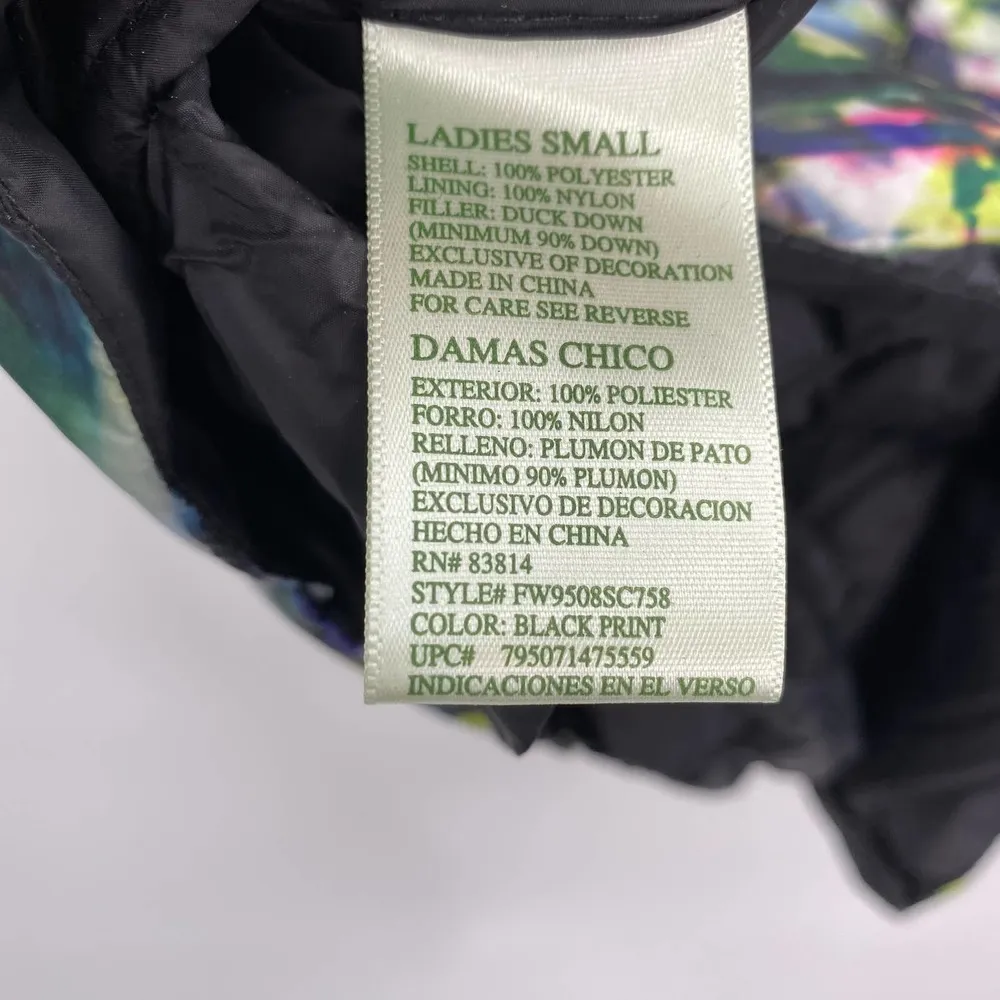 LADIES SMALL
SHELL: 100% POLYESTER
LINING: 100% NYLON
FILLER: DUCK DOWN
(MINIMUM 90% DOWN)
EXCLUSIVE OF DECORATION
MADE IN CHINA
FOR CARE SEE REVERSE
DAMAS CHICO
EXTERIOR: 100% POLIESTER
FORRO: 100% NILON
RELLENO: PLUMON DE PATO
(MINIMO 90% PLUMON)
EXCLUSIVO DE DECORACION
HECHO EN CHINA
RN# 83814
STYLE# FW9508SC758
COLOR: BLACK PRINT
UPC# 795071475559
INDICACIONES EN EL VERSO